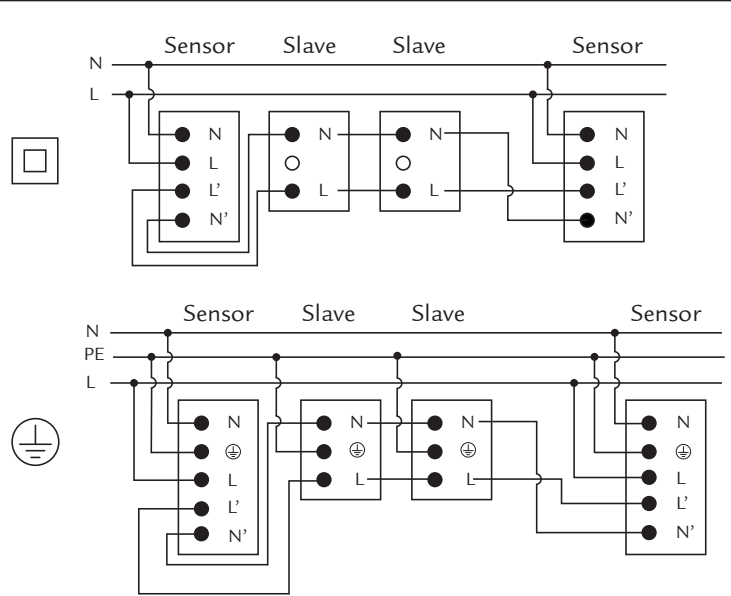 Sensor Slave Slave Sensor
N
L
N N N N
L L
L’ L L L’
N’ N’
Sensor Slave Slave Sensor
N
PE
L
N N N N
L L L L
L’ L’
N’ N’